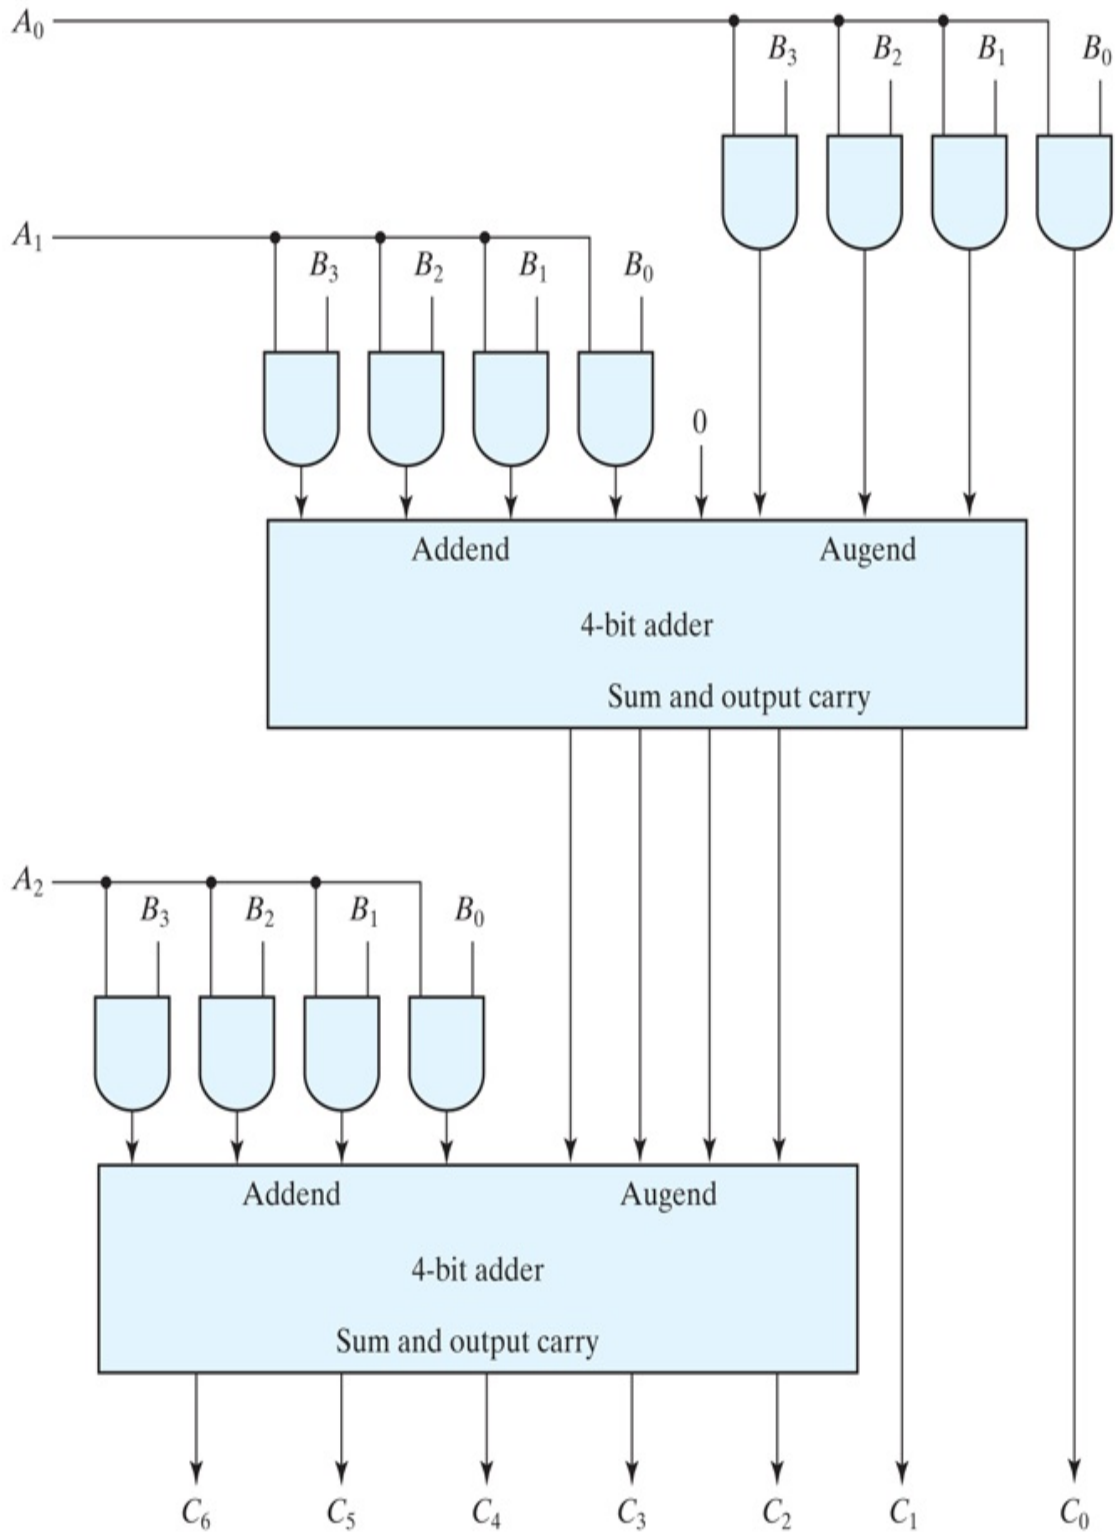 A₀
B₃ B₂ B₁ B₀
A₁
B₃ B₂ B₁ B₀
0
Addend Augend
4-bit adder
Sum and output carry
A₂
B₃ B₂ B₁ B₀
Addend Augend
4-bit adder
Sum and output carry
C₆ C₅ C₄ C₃ C₂ C₁ C₀